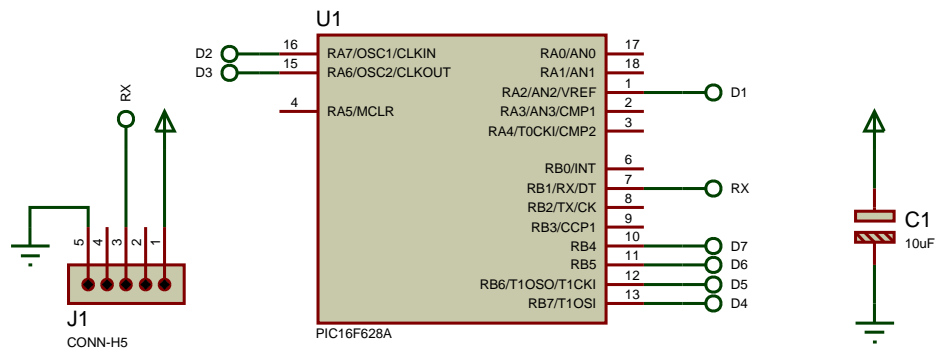 U1
D2 16 RA7/OSC1/CLKIN RA0/AN0 17
D3 15 RA6/OSC2/CLKOUT RA1/AN1 18
RA2/AN2/VREF 1 D1
4 RA5/MCLR RA3/AN3/CMP1 2
RA4/T0CKI/CMP2 3
RB0/INT 6
RB1/RX/DT 7 RX
RB2/TX/CK 8
RB3/CCP1 9
RB4 10 D7
RB5 11 D6
RB6/T1OSO/T1CKI 12 D5
RB7/T1OSI 13 D4
PIC16F628A
RX
5 4 3 2 1
J1
CONN-H5
C1
10uF